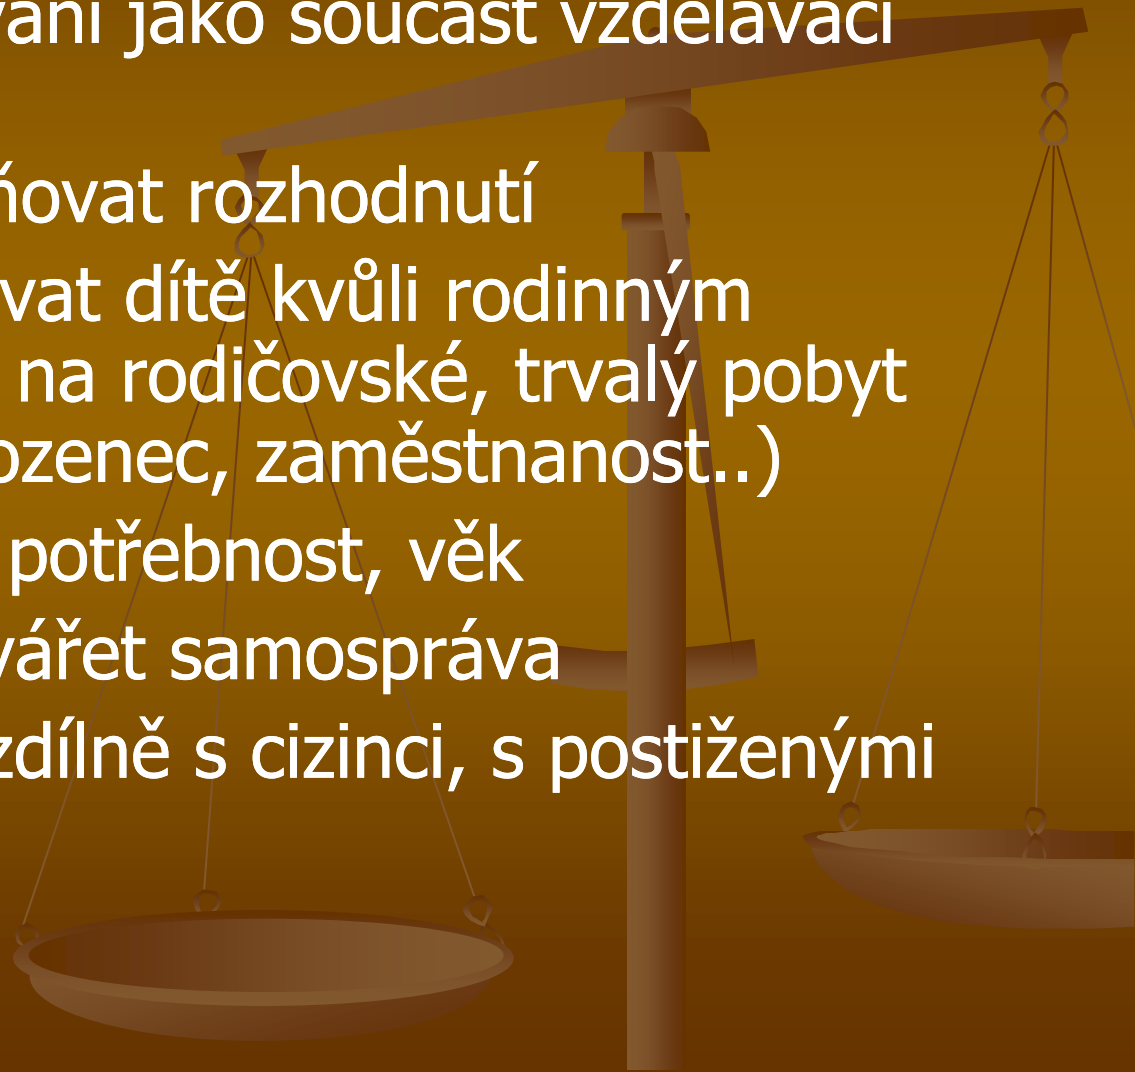 vání jako součást vzdělávací
ňovat rozhodnutí
vat dítě kvůli rodinným
na rodičovské, trvalý pobyt
ozenec, zaměstnanost..)
potřebnost, věk
vářet samospráva
zdílně s cizinci, s postiženými